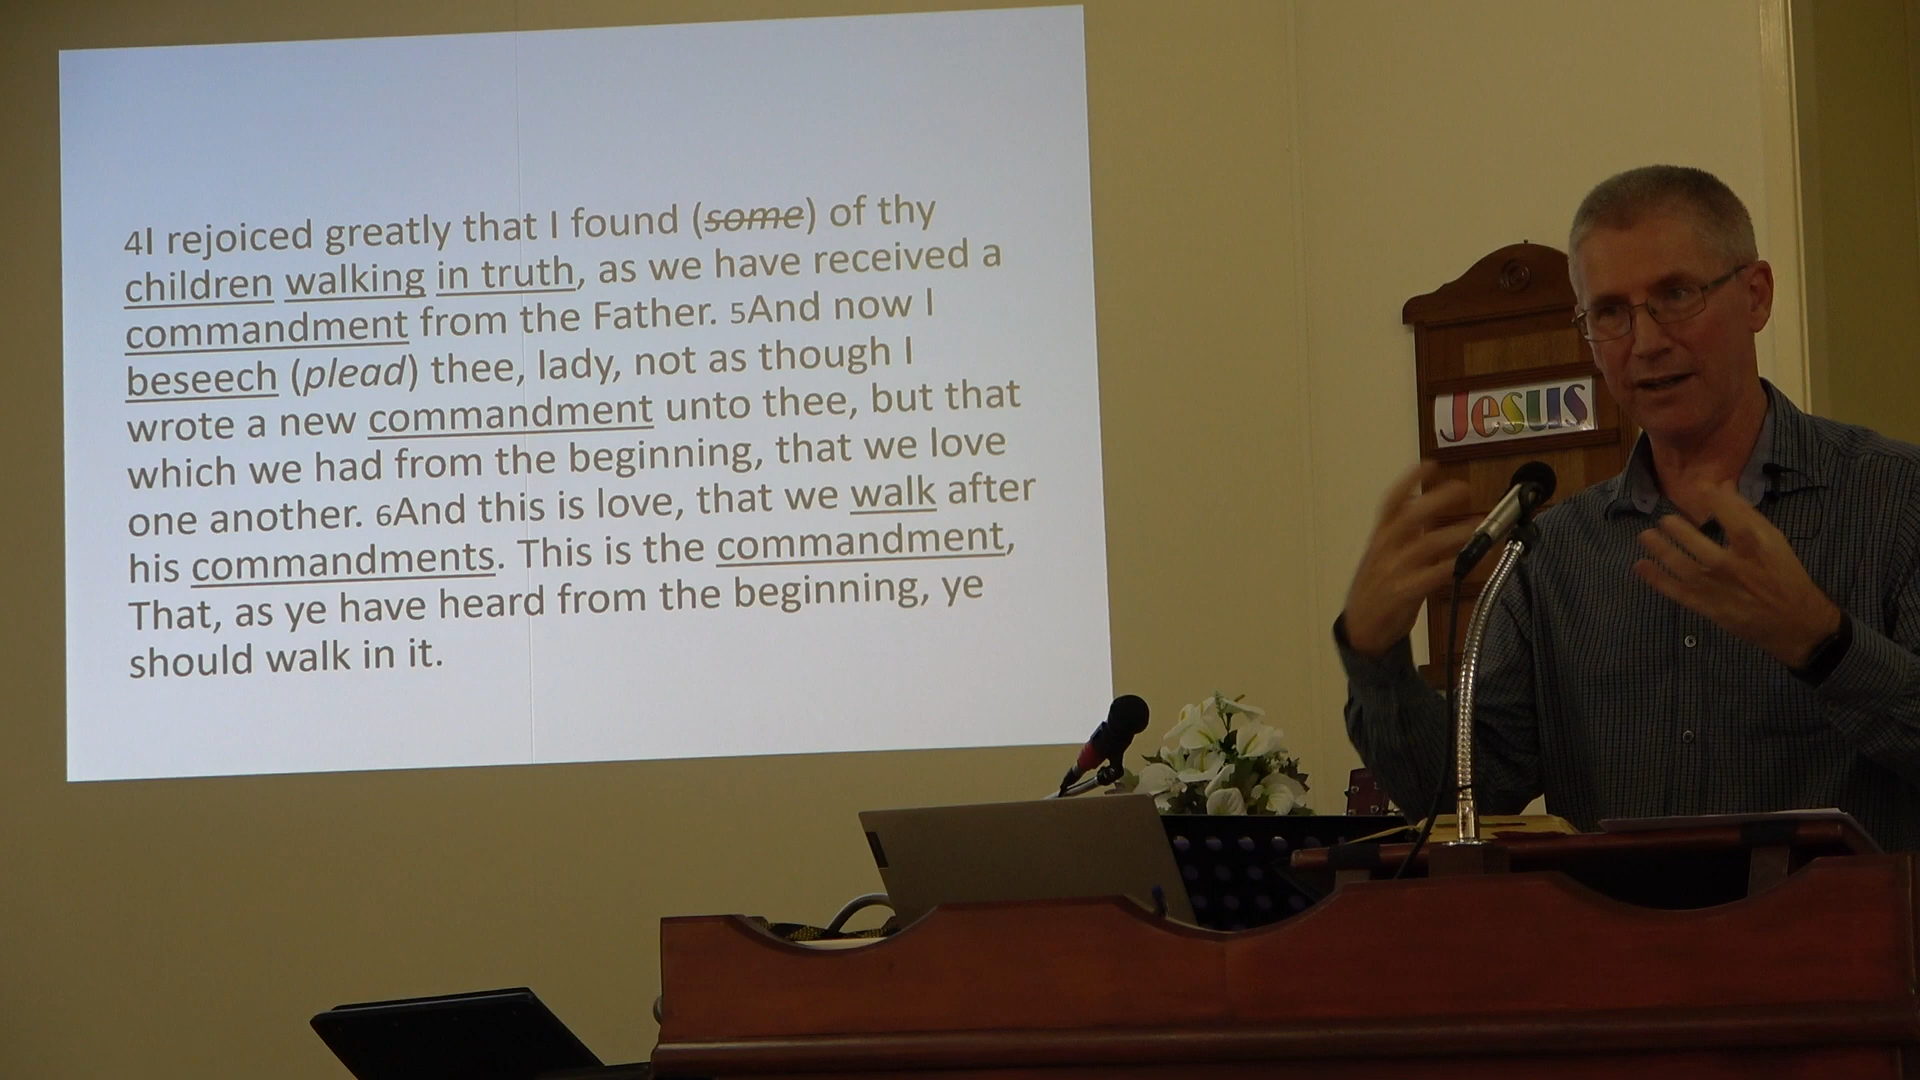 4I rejoiced greatly that I found (some) of thy
children walking in truth, as we have received a
commandment from the Father. 5And now I
beseech (plead) thee, lady, not as though I
wrote a new commandment unto thee, but that
which we had from the beginning, that we love
one another. 6And this is love, that we walk after
his commandments. This is the commandment,
That, as ye have heard from the beginning, ye
should walk in it.
Jesus